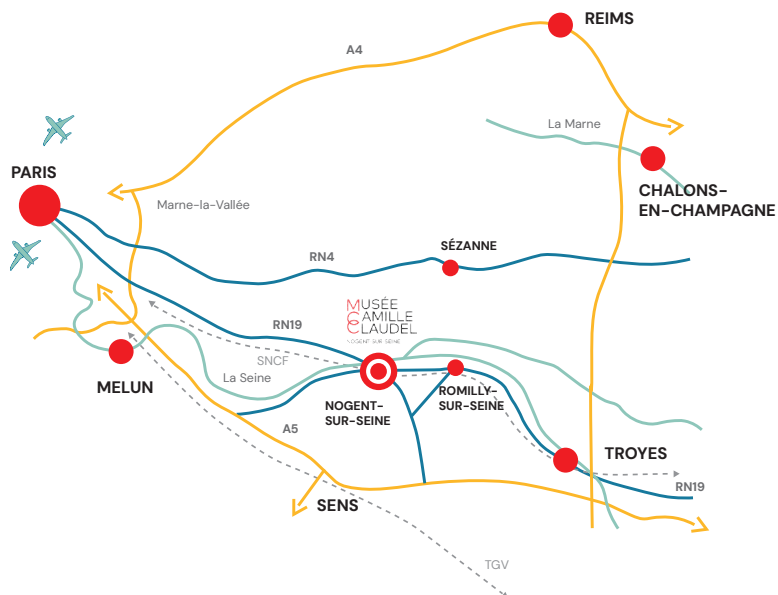 REIMS
A4
La Marne
PARIS
CHALONS-
EN-CHAMPAGNE
Marne-la-Vallée
SÉZANNE
RN4
MUSÉE
CAMILLE
CLAUDEL
NOGENT SUR SEINE
RN19
SNCF
La Seine
MELUN
NOGENT-
SUR-SEINE
ROMILLY-
SUR-SEINE
A5
TROYES
RN19
SENS
TGV